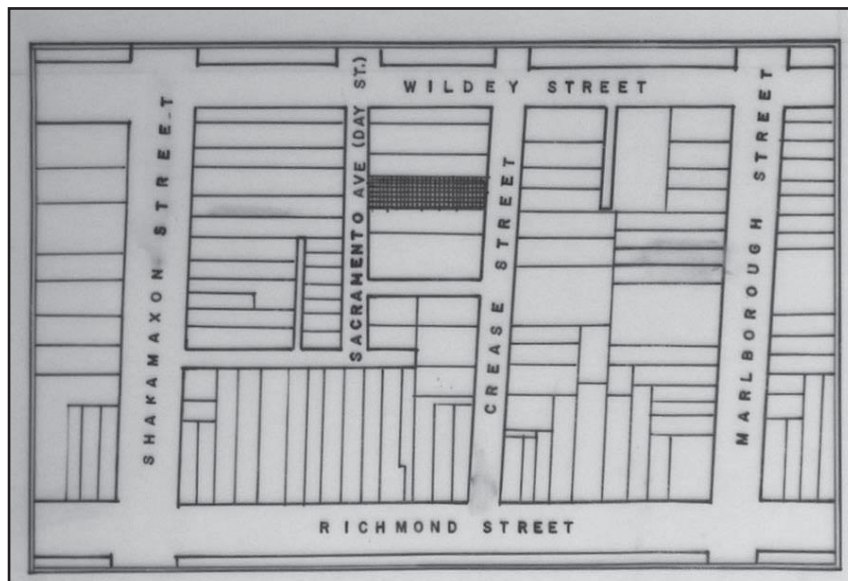 WILDEY STREET
SHAKAMAXON STREET
SACRAMENTO AVE (DAY ST.)
CREASE STREET
MARLBOROUGH STREET
RICHMOND STREET